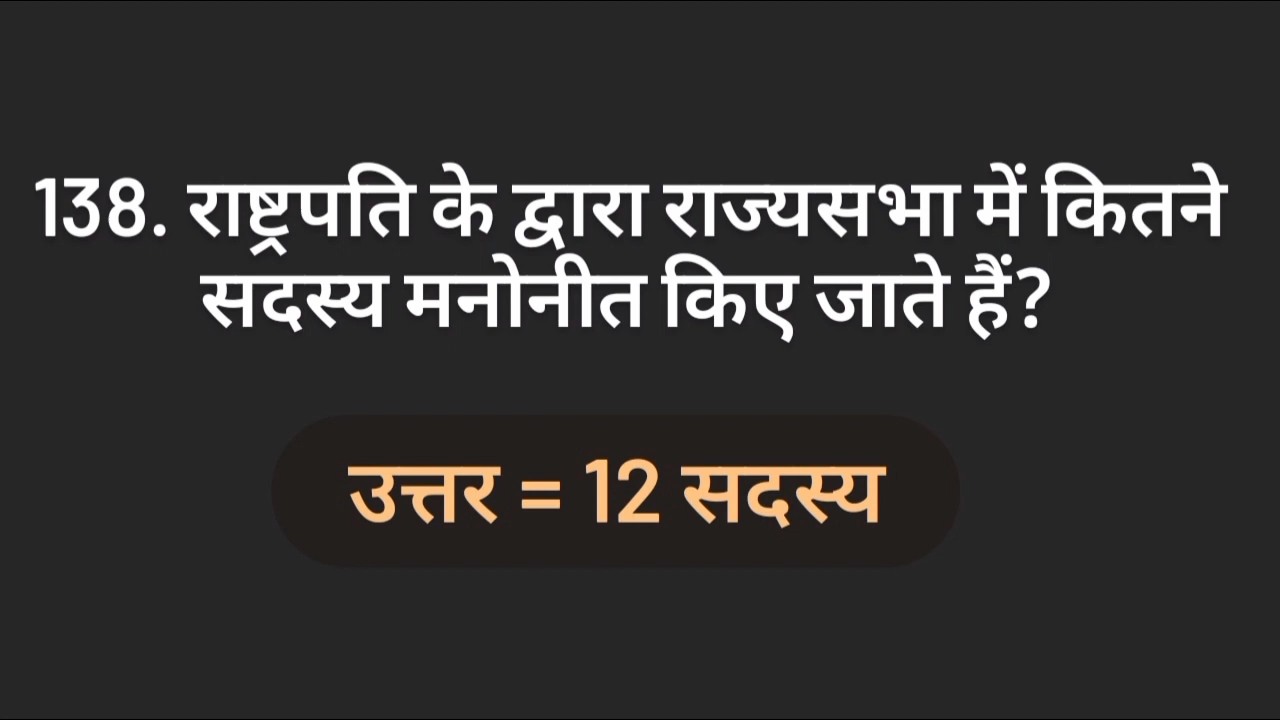 138. राष्ट्रपति के द्वारा राज्यसभा में कितने
सदस्य मनोनीत किए जाते हैं?
उत्तर = 12 सदस्य